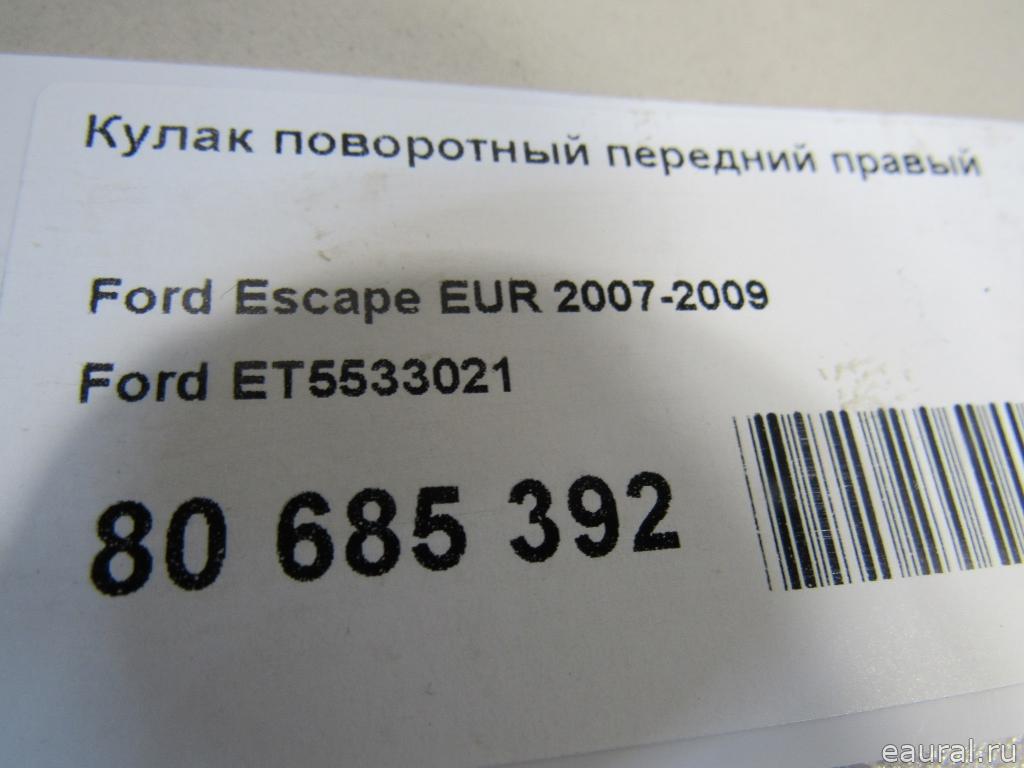 Кулак поворотный передний правый
Ford Escape EUR 2007-2009
Ford ET5533021
80 685 392
eaural.ru